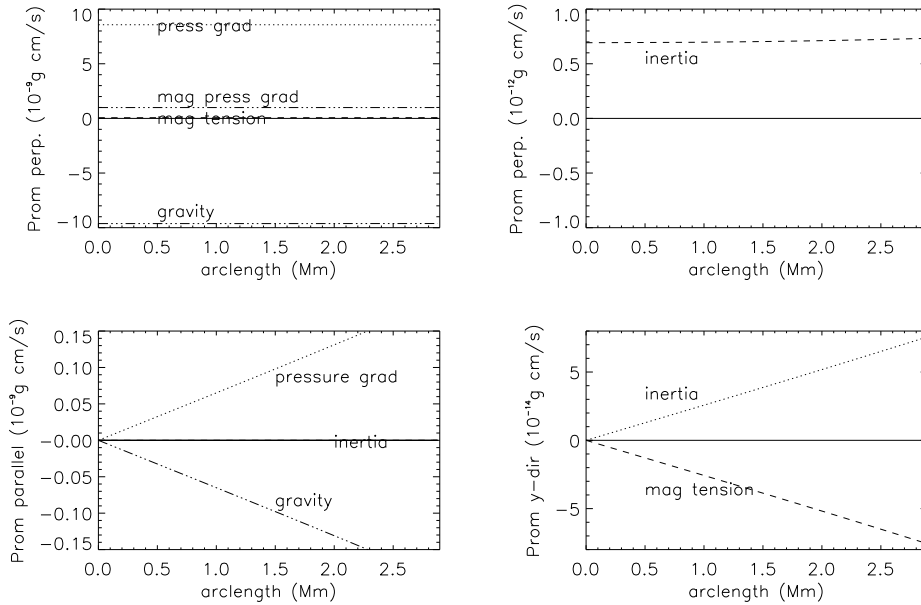 Prom perp. (10⁻⁹g cm/s)
10
5
0
−5
−10
press grad
mag press grad
mag tension
gravity
0.0 0.5 1.0 1.5 2.0 2.5
arclength (Mm)
Prom perp. (10⁻¹²g cm/s)
1.0
0.5
0.0
−0.5
−1.0
inertia
0.0 0.5 1.0 1.5 2.0 2.5
arclength (Mm)
Prom parallel (10⁻⁹g cm/s)
0.15
0.10
0.05
−0.00
−0.05
−0.10
−0.15
pressure grad
inertia
gravity
0.0 0.5 1.0 1.5 2.0 2.5
arclength (Mm)
Prom y−dir (10⁻¹⁴g cm/s)
5
0
−5
inertia
mag tension
0.0 0.5 1.0 1.5 2.0 2.5
arclength (Mm)